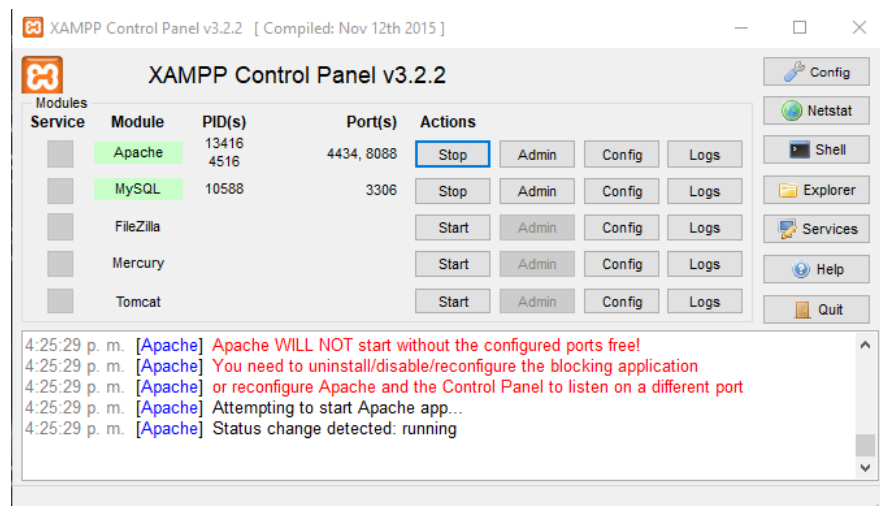 XAMPP Control Panel v3.2.2 [ Compiled: Nov 12th 2015 ]
XAMPP Control Panel v3.2.2
Config
Modules
Service Module PID(s) Port(s) Actions
Netstat
Apache 13416 4516 4434, 8088 Stop Admin Config Logs
Shell
MySQL 10588 3306 Stop Admin Config Logs
Explorer
FileZilla Start Admin Config Logs
Services
Mercury Start Admin Config Logs
Help
Tomcat Start Admin Config Logs
Quit
4:25:29 p. m. [Apache] Apache WILL NOT start without the configured ports free!
4:25:29 p. m. [Apache] You need to uninstall/disable/reconfigure the blocking application
4:25:29 p. m. [Apache] or reconfigure Apache and the Control Panel to listen on a different port
4:25:29 p. m. [Apache] Attempting to start Apache app...
4:25:29 p. m. [Apache] Status change detected: running